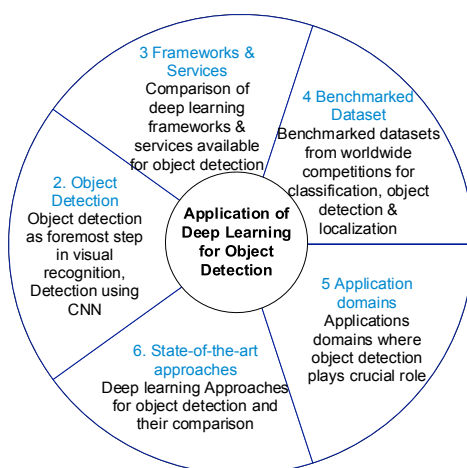 3 Frameworks &
Services
Comparison of
deep learning
frameworks &
services available
for object detection
4 Benchmarked
Dataset
Benchmarked datasets
from worldwide
competitions for
classification, object
detection &
localization
2. Object
Detection
Object detection
as foremost step
in visual
recognition,
Detection using
CNN
Application of
Deep Learning
for Object
Detection
5 Application
domains
Applications
domains where
object detection
plays crucial role
6. State-of-the-art
approaches
Deep learning Approaches
for object detection and
their comparison